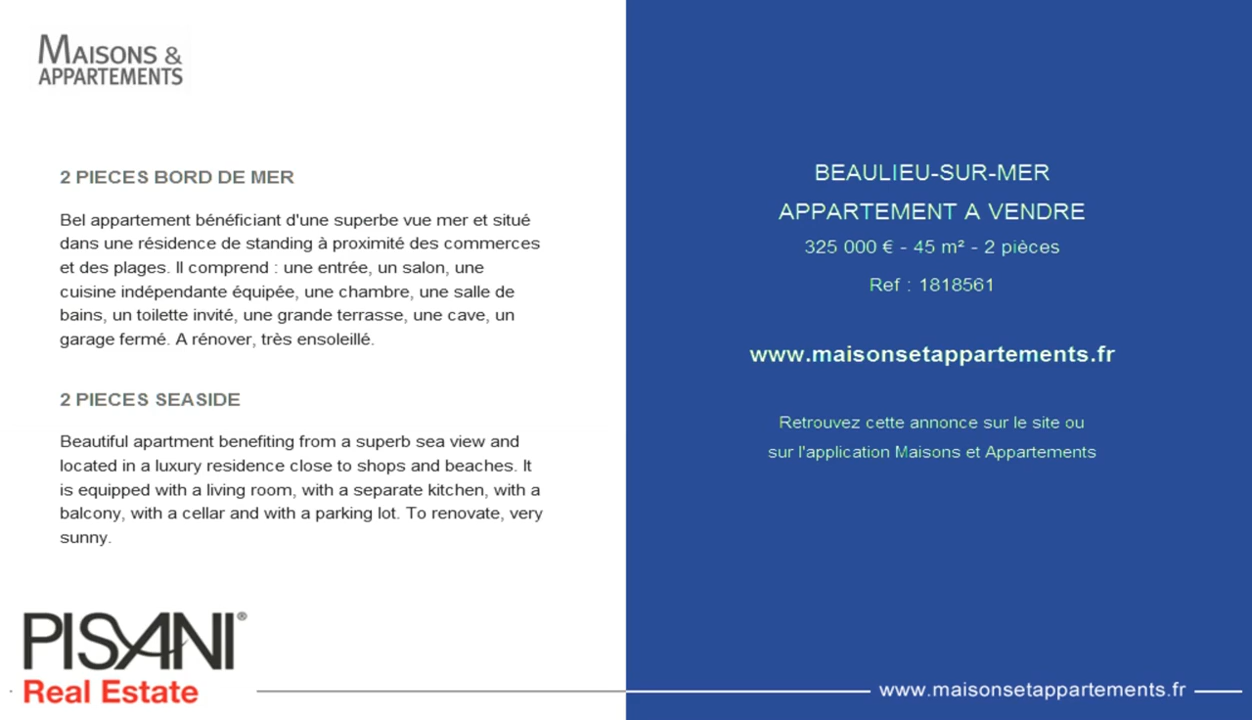 MAISONS &
APPARTEMENTS
2 PIECES BORD DE MER
Bel appartement bénéficiant d'une superbe vue mer et situé
dans une résidence de standing à proximité des commerces
et des plages. Il comprend : une entrée, un salon, une
cuisine indépendante équipée, une chambre, une salle de
bains, un toilette invité, une grande terrasse, une cave, un
garage fermé. A rénover, très ensoleillé.
2 PIECES SEASIDE
Beautiful apartment benefiting from a superb sea view and
located in a luxury residence close to shops and beaches. It
is equipped with a living room, with a separate kitchen, with a
balcony, with a cellar and with a parking lot. To renovate, very
sunny.
PISANI®
Real Estate
BEAULIEU-SUR-MER
APPARTEMENT A VENDRE
325 000 € - 45 m² - 2 pièces
Ref : 1818561
www.maisonsetappartements.fr
Retrouvez cette annonce sur le site ou
sur l'application Maisons et Appartements
www.maisonsetappartements.fr